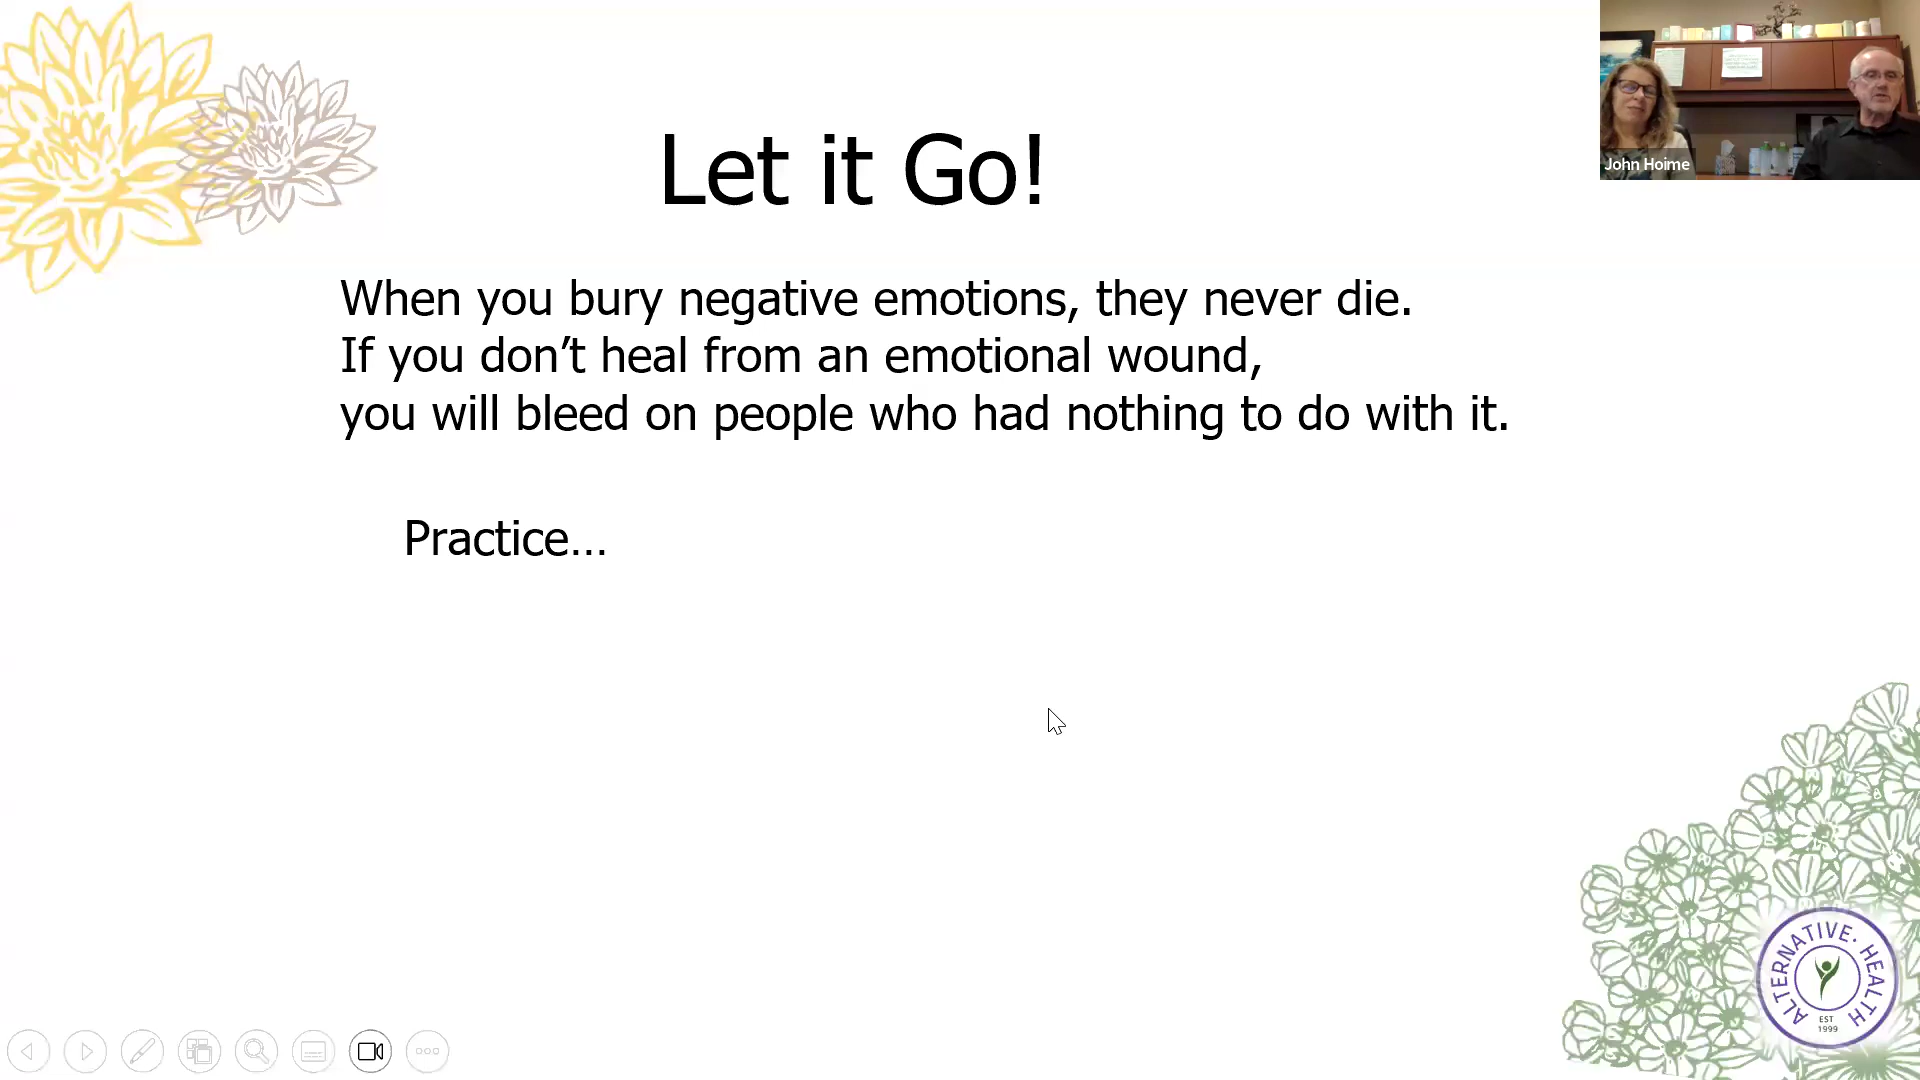 Let it Go!
When you bury negative emotions, they never die.
If you don’t heal from an emotional wound,
you will bleed on people who had nothing to do with it.
Practice…
John Hoime
ALTERNATIVE · HEALTH
EST
1999